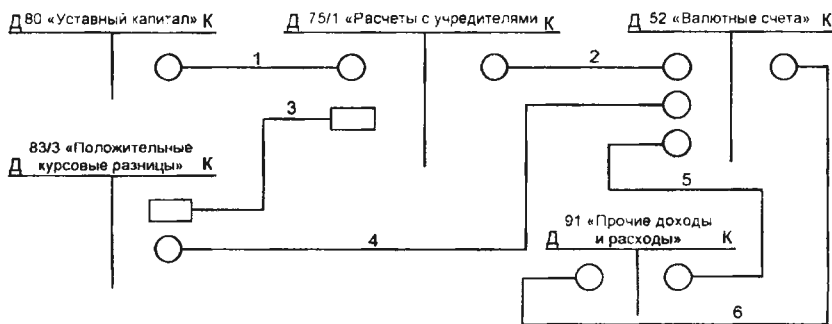 Д 80 «Уставный капитал» К
Д 75/1 «Расчеты с учредителями К
Д 52 «Валютные счета» К
1
2
3
83/3 «Положительные
Д курсовые разницы» К
4
5
91 «Прочие доходы
Д и расходы» К
6